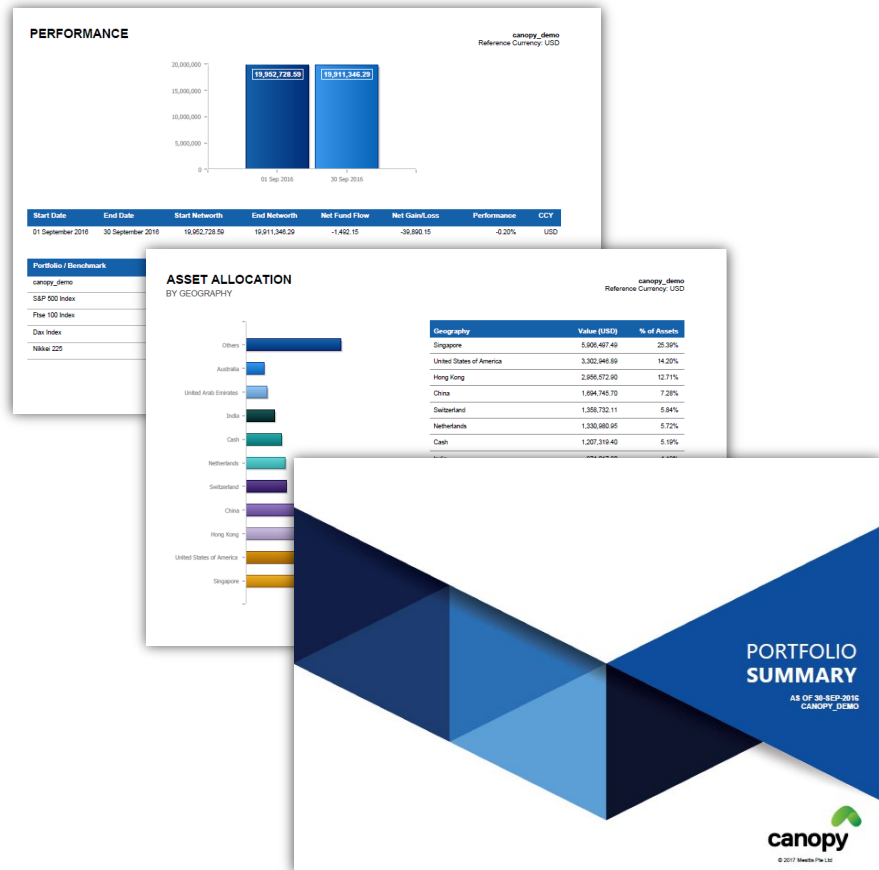 PERFORMANCE
canopy_demo
Reference Currency: USD
20,000,000
15,000,000
10,000,000
5,000,000
0
19,952,728.59 19,911,346.29
01 Sep 2016 30 Sep 2016
Start Date End Date Start Networth End Networth Net Fund Flow Net Gain/Loss Performance CCY
01 September 2016 30 September 2016 19,952,728.59 19,911,346.29 -1,492.15 -39,890.15 -0.20% USD
Portfolio / Benchmark
canopy_demo
S&P 500 Index
Ftse 100 Index
Dax Index
Nikkei 225
ASSET ALLOCATION
BY GEOGRAPHY
canopy_demo
Reference Currency: USD
Others
Australia
United Arab Emirates
India
Cash
Netherlands
Switzerland
China
Hong Kong
United States of America
Singapore
Geography Value (USD) % of Assets
Singapore 5,906,497.49 25.39%
United States of America 3,302,946.89 14.20%
Hong Kong 2,956,572.90 12.71%
China 1,694,745.70 7.28%
Switzerland 1,358,732.11 5.84%
Netherlands 1,330,980.95 5.72%
Cash 1,207,319.40 5.19%
PORTFOLIO
SUMMARY
AS OF 30-SEP-2016
CANOPY_DEMO
canopy
© 2017 Mesitis Pte Ltd